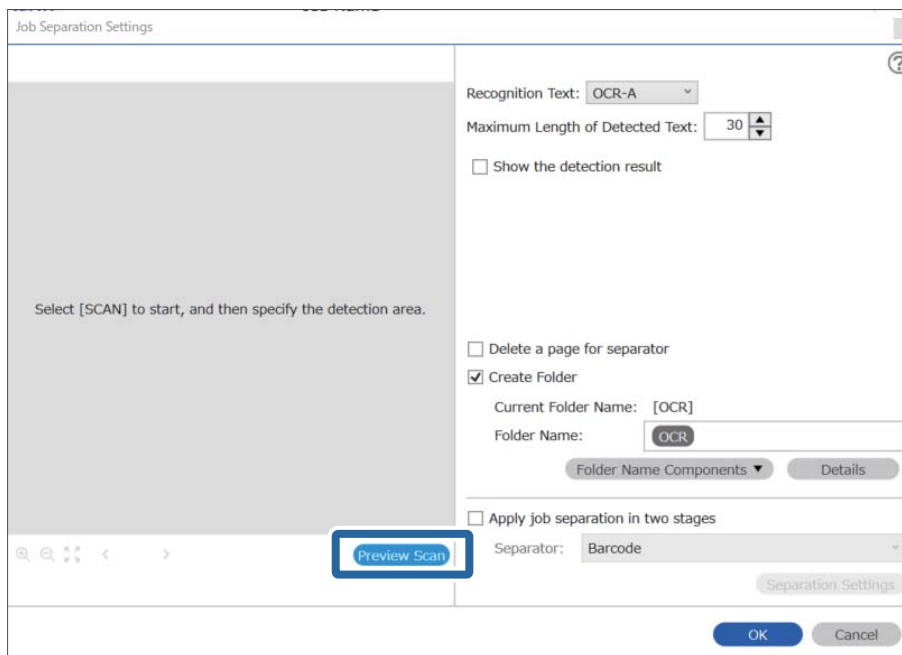 Job Separation Settings
Recognition Text: OCR-A
Maximum Length of Detected Text: 30
Show the detection result
Select [SCAN] to start, and then specify the detection area.
Delete a page for separator
Create Folder
Current Folder Name: [OCR]
Folder Name: OCR
Folder Name Components ▼ Details
Apply job separation in two stages
Preview Scan
Separator: Barcode
Separation Settings
OK Cancel